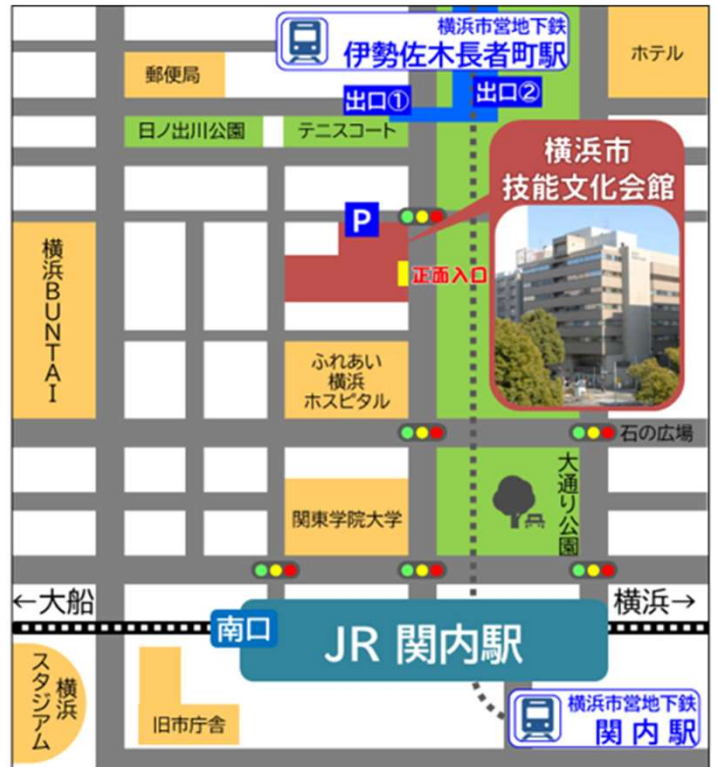 横浜市営地下鉄
伊勢佐木長者町駅
ホテル
郵便局
出口①
出口②
日ノ出川公園
テニスコート
横浜市
技能文化会館
P
正面入口
横浜BUNTAI
ふれあい
横浜
ホスピタル
石の広場
関東学院大学
大通り公園
←大船
横浜→
南口
JR 関内駅
横浜
スタジアム
旧市庁舎
横浜市営地下鉄
関内駅